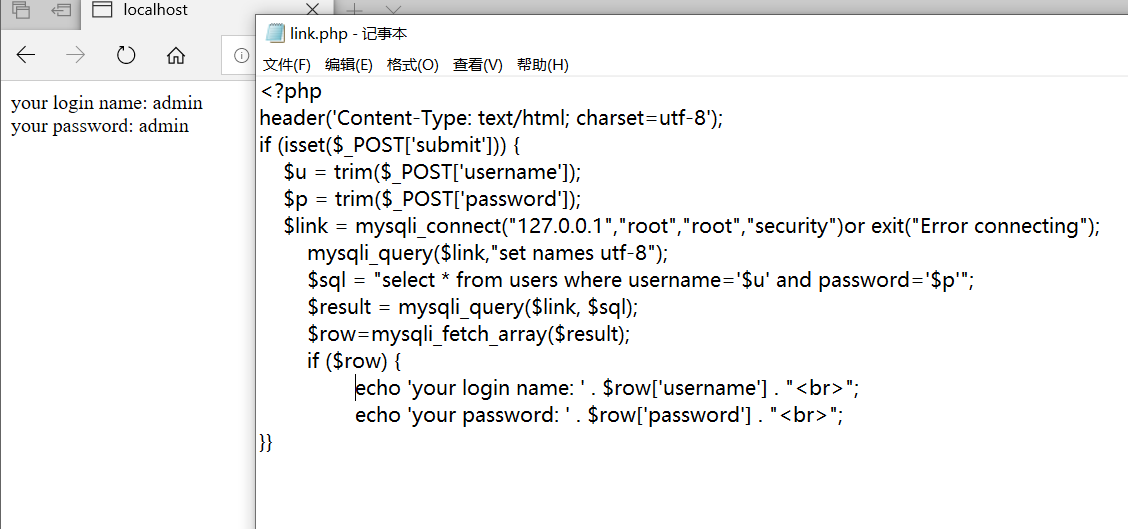 localhost
your login name: admin
your password: admin
link.php - 记事本
文件(F) 编辑(E) 格式(O) 查看(V) 帮助(H)
<?php
header('Content-Type: text/html; charset=utf-8');
if (isset($_POST['submit'])) {
$u = trim($_POST['username']);
$p = trim($_POST['password']);
$link = mysqli_connect("127.0.0.1","root","root","security")or exit("Error connecting");
mysqli_query($link,"set names utf-8");
$sql = "select * from users where username='$u' and password='$p'";
$result = mysqli_query($link, $sql);
$row=mysqli_fetch_array($result);
if ($row) {
echo 'your login name: ' . $row['username'] . "<br>";
echo 'your password: ' . $row['password'] . "<br>";
}}